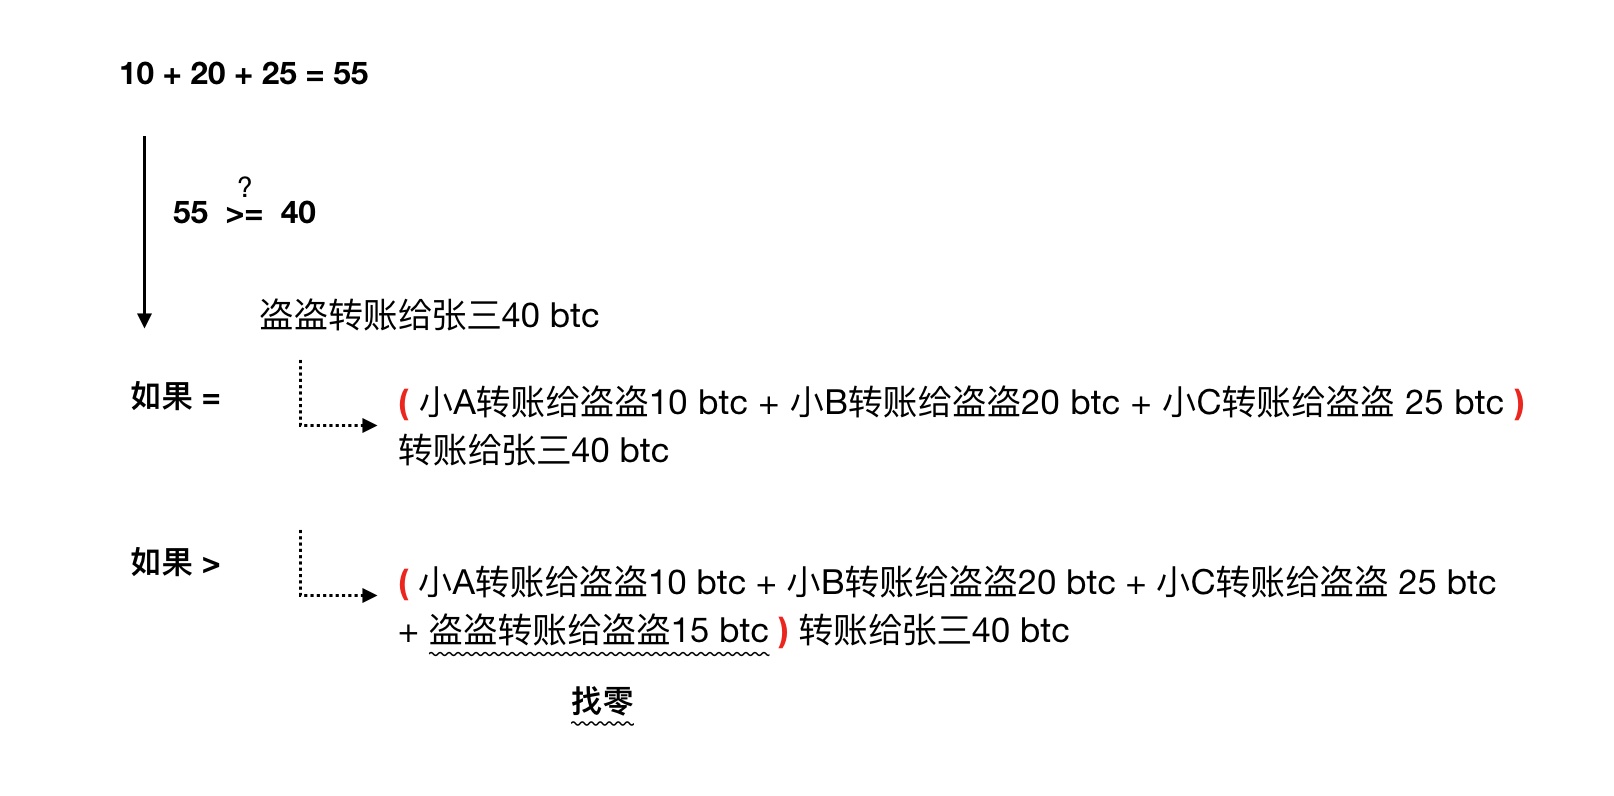 10 + 20 + 25 = 55
?
55 >= 40
盗盗转账给张三40 btc
如果 =
( 小A转账给盗盗10 btc + 小B转账给盗盗20 btc + 小C转账给盗盗 25 btc )
转账给张三40 btc
如果 >
( 小A转账给盗盗10 btc + 小B转账给盗盗20 btc + 小C转账给盗盗 25 btc
+ 盗盗转账给盗盗15 btc ) 转账给张三40 btc
找零